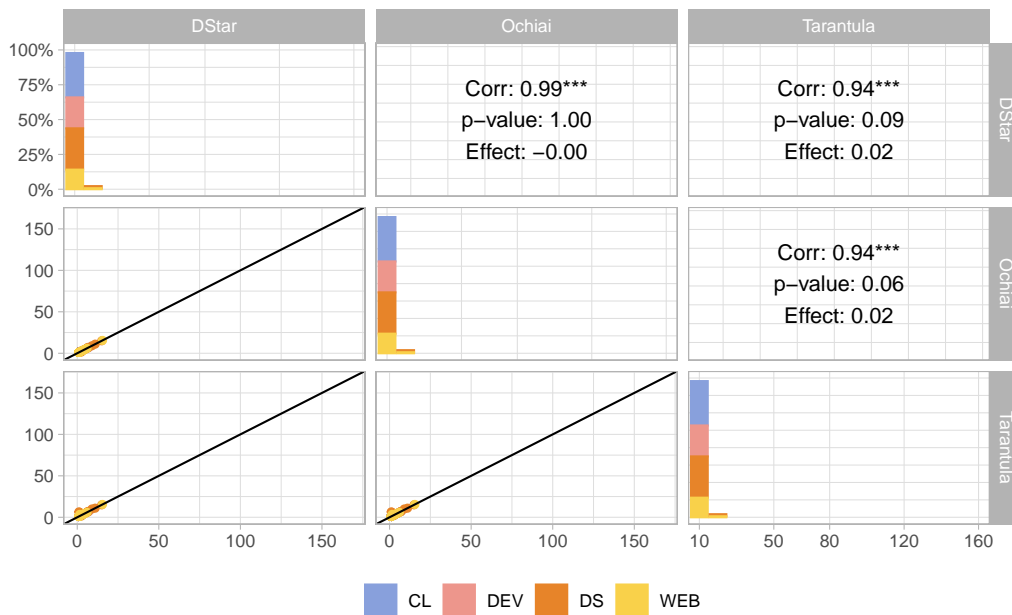 DStar Ochiai Tarantula
100%
75%
50%
25%
0%
Corr: 0.99***
p−value: 1.00
Effect: −0.00
Corr: 0.94***
p−value: 0.09
Effect: 0.02
DStar
150
100
50
0
Corr: 0.94***
p−value: 0.06
Effect: 0.02
Ochiai
150
100
50
0
Tarantula
0 50 100 150 0 50 100 150 10 50 80 120 160
CL DEV DS WEB